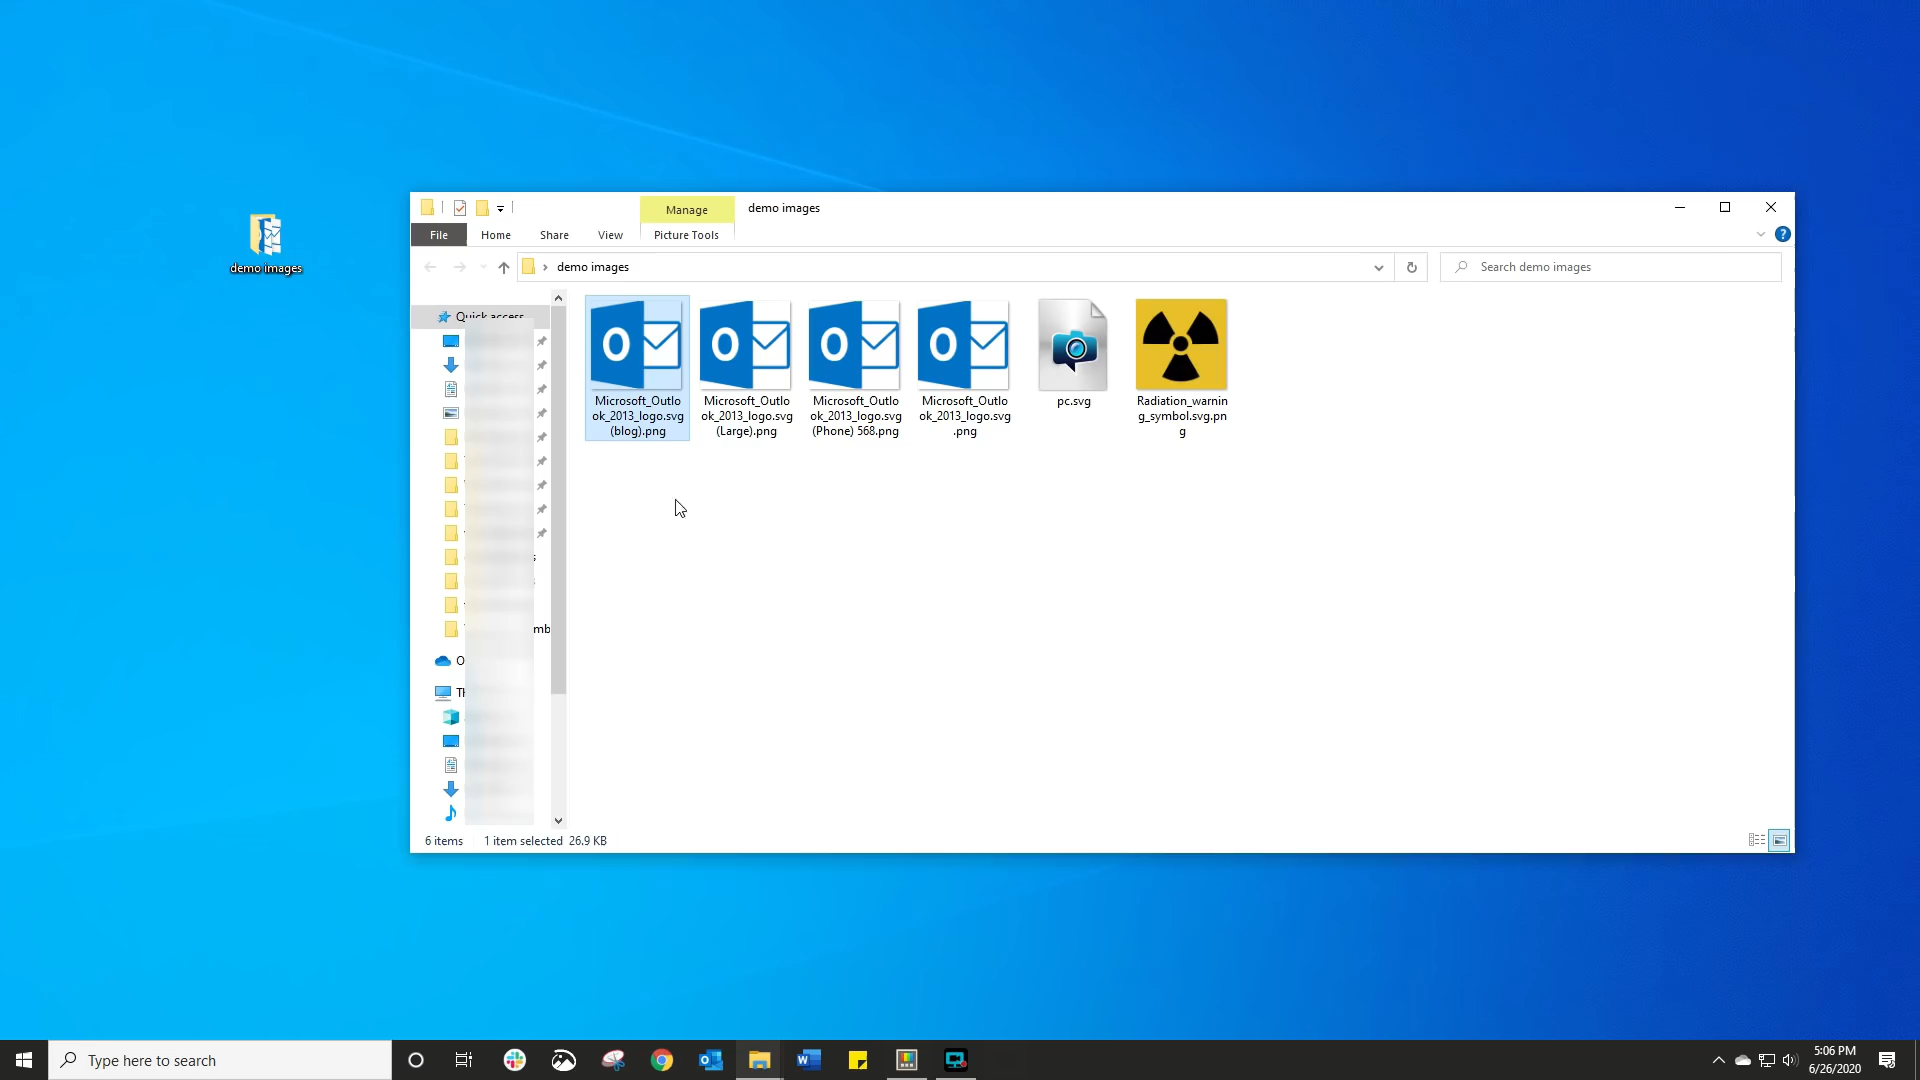 demo images
Manage
demo images
File
Home
Share
View
Picture Tools
demo images
Search demo images
Quick access
Microsoft_Outlo
ok_2013_logo.svg
(blog).png
Microsoft_Outlo
ok_2013_logo.svg
(Large).png
Microsoft_Outlo
ok_2013_logo.svg
(Phone) 568.png
Microsoft_Outlo
ok_2013_logo.svg
.png
pc.svg
Radiation_warnin
g_symbol.svg.pn
g
6 items
1 item selected 26.9 KB
Type here to search
5:06 PM
6/26/2020